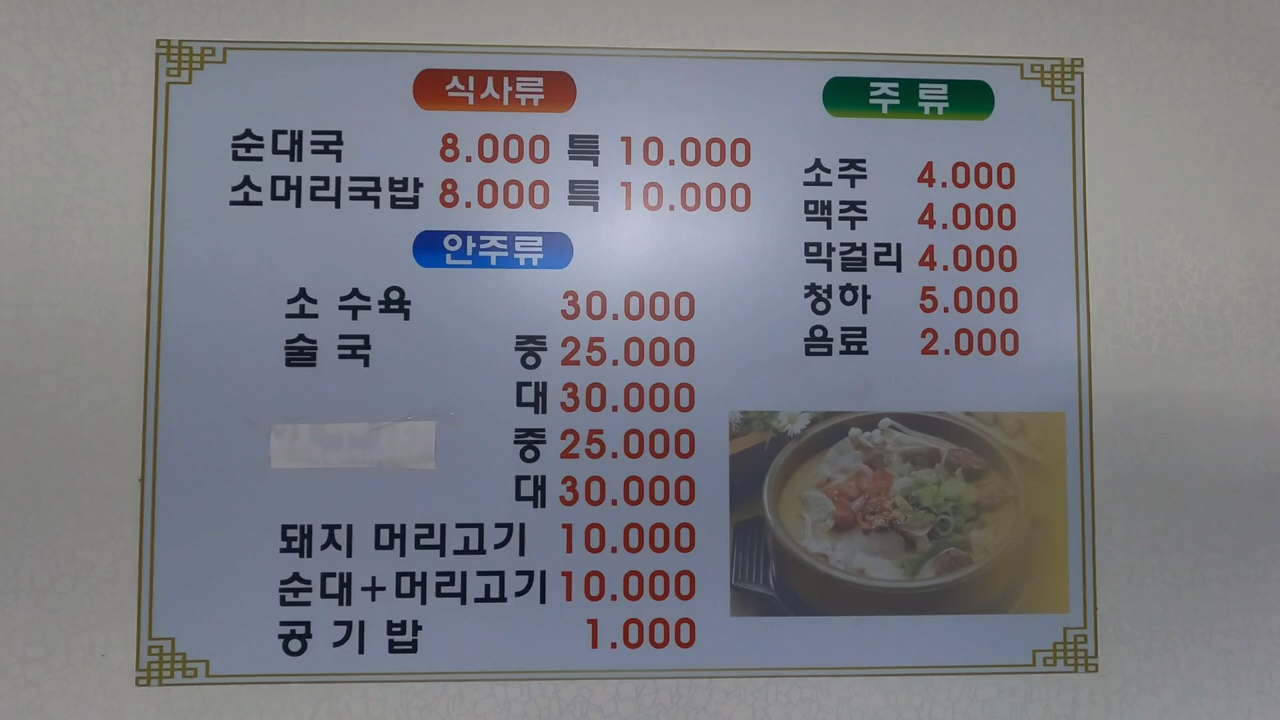 식사류
순대국 8.000 특 10.000
소머리국밥 8.000 특 10.000
안주류
소 수육 30.000
술 국 중 25.000
대 30.000
중 25.000
대 30.000
돼지 머리고기 10.000
순대+머리고기 10.000
공 기 밥 1.000
주 류
소주 4.000
맥주 4.000
막걸리 4.000
청하 5.000
음료 2.000